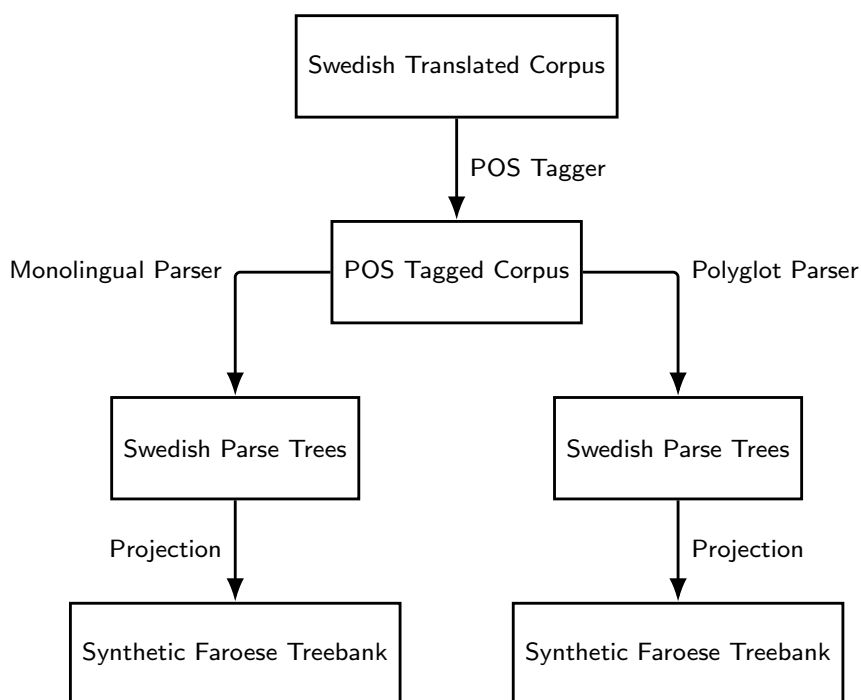 Swedish Translated Corpus
POS Tagger
Monolingual Parser
POS Tagged Corpus
Polyglot Parser
Swedish Parse Trees
Swedish Parse Trees
Projection
Projection
Synthetic Faroese Treebank
Synthetic Faroese Treebank